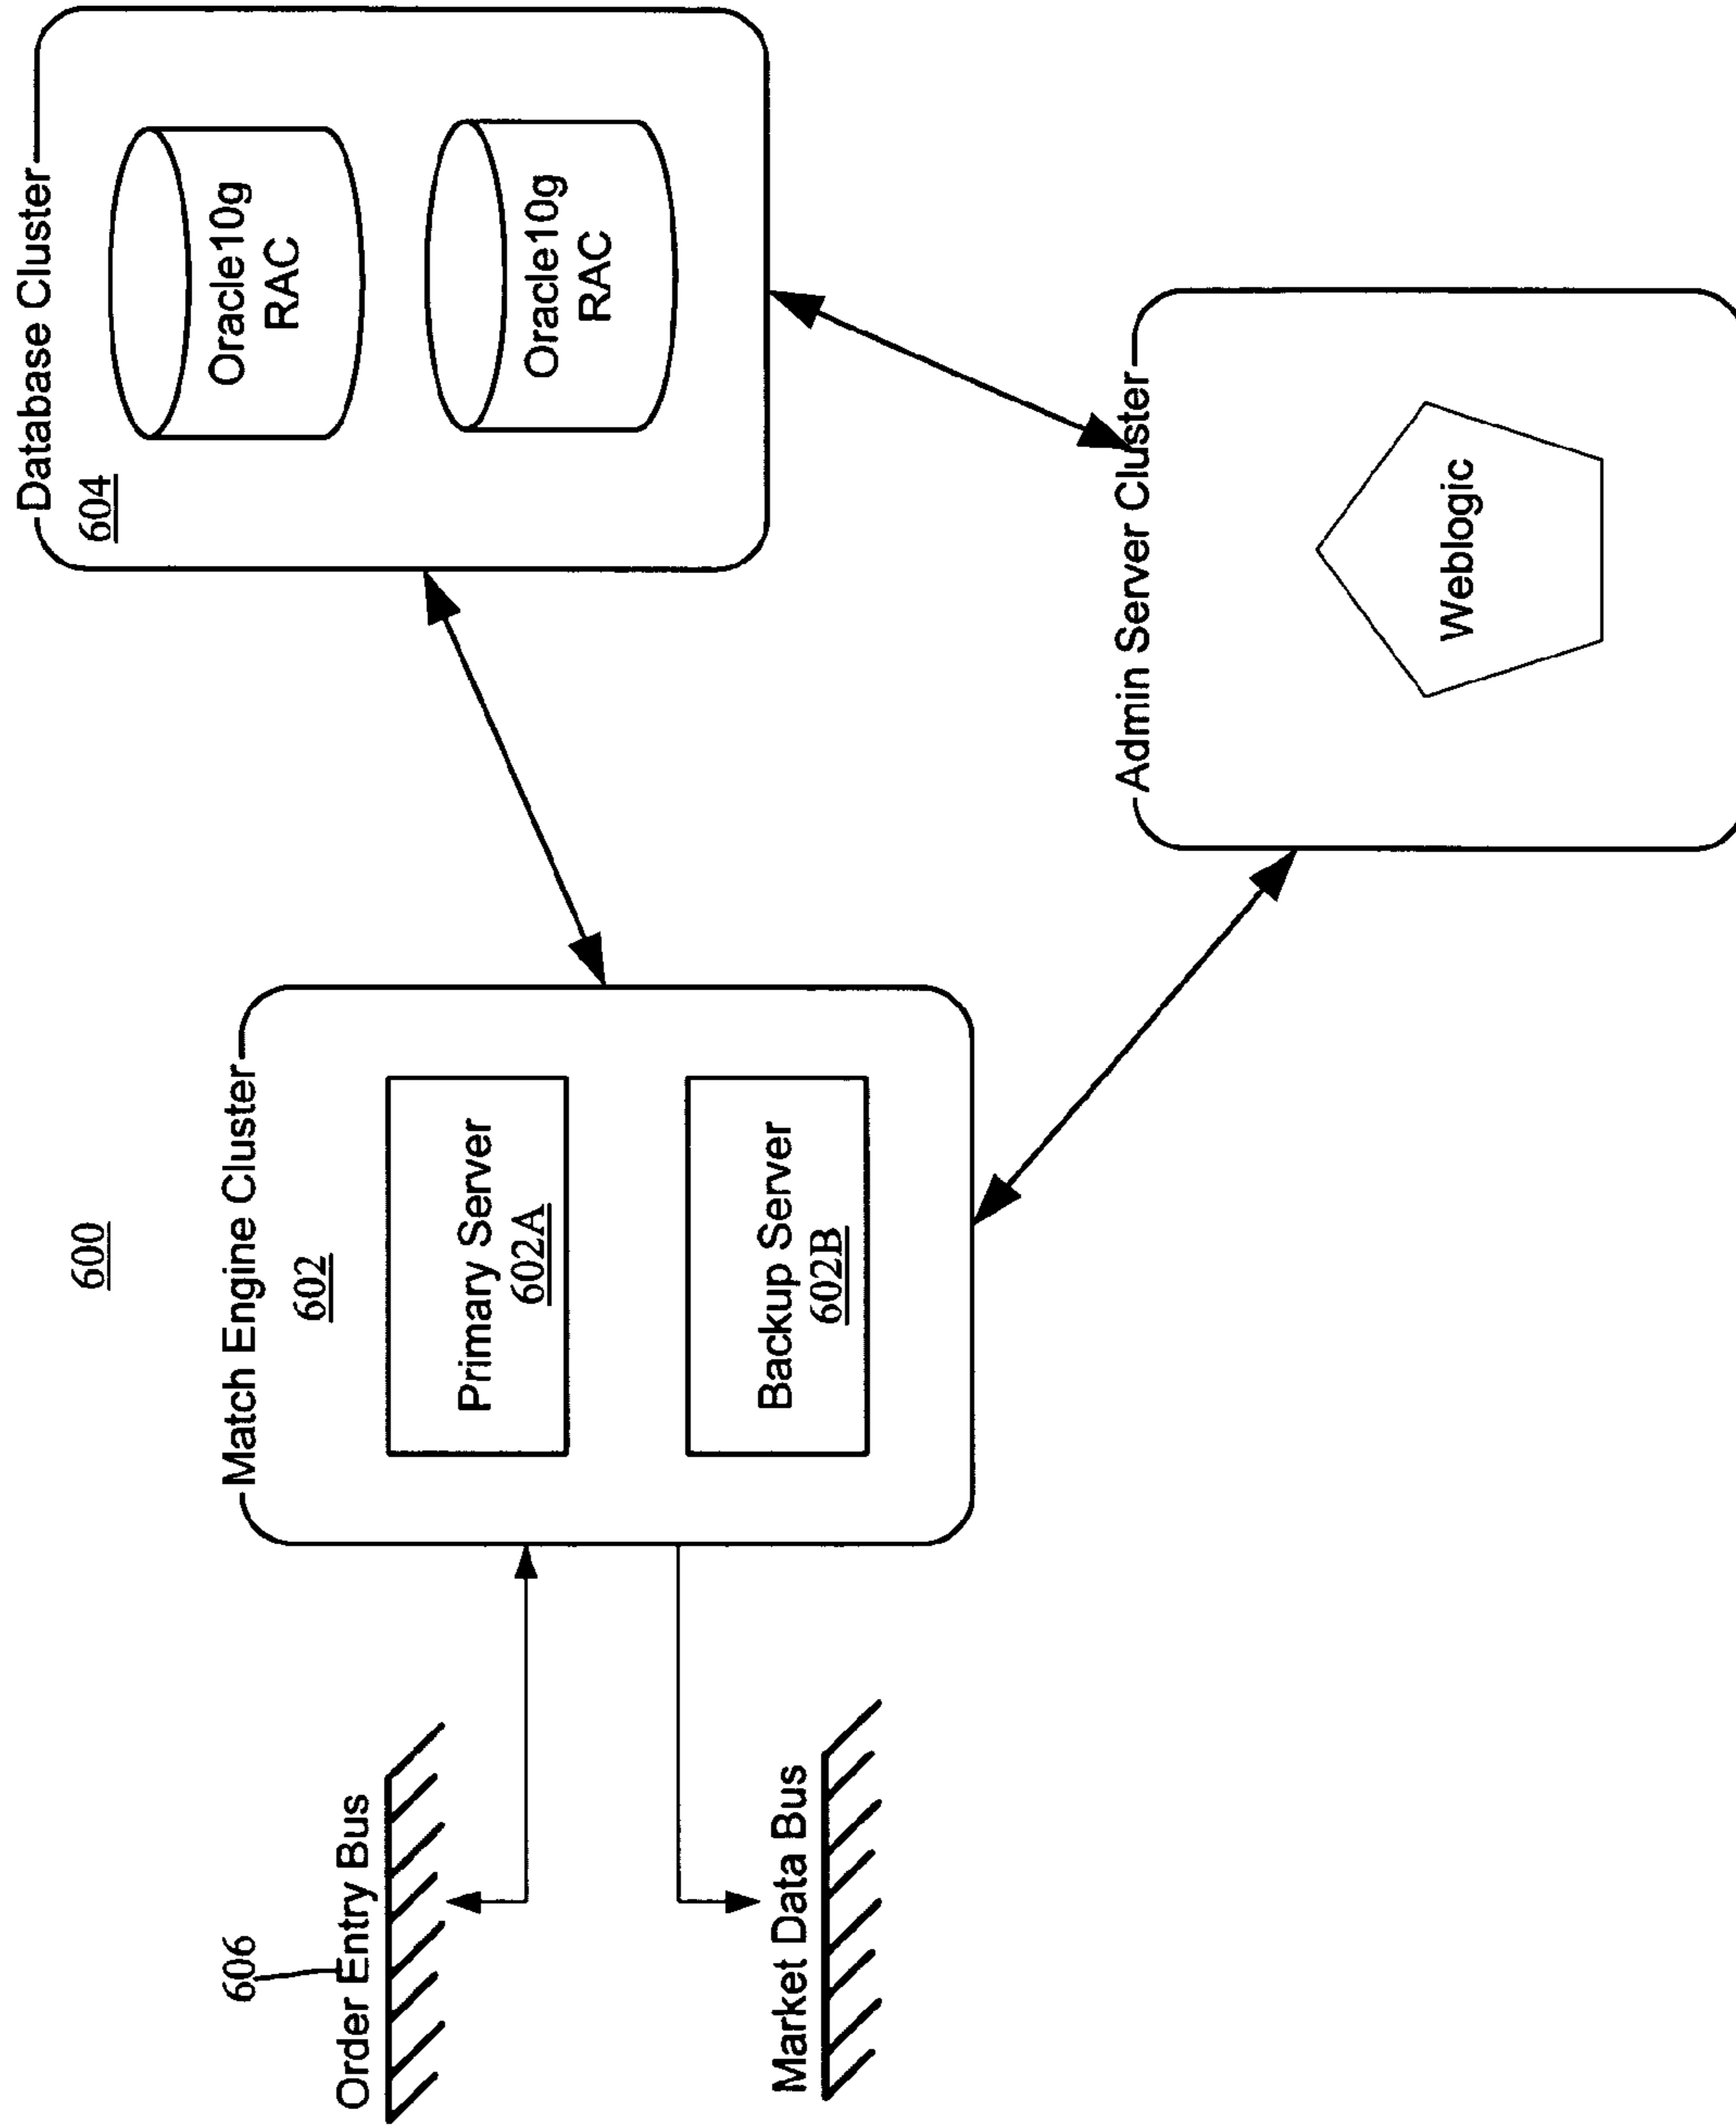 600
Database Cluster
604
Oracle10g
RAC
Oracle10g
RAC
Match Engine Cluster
602
Primary Server
602A
Backup Server
602B
606
Order Entry Bus
Market Data Bus
Admin Server Cluster
Weblogic